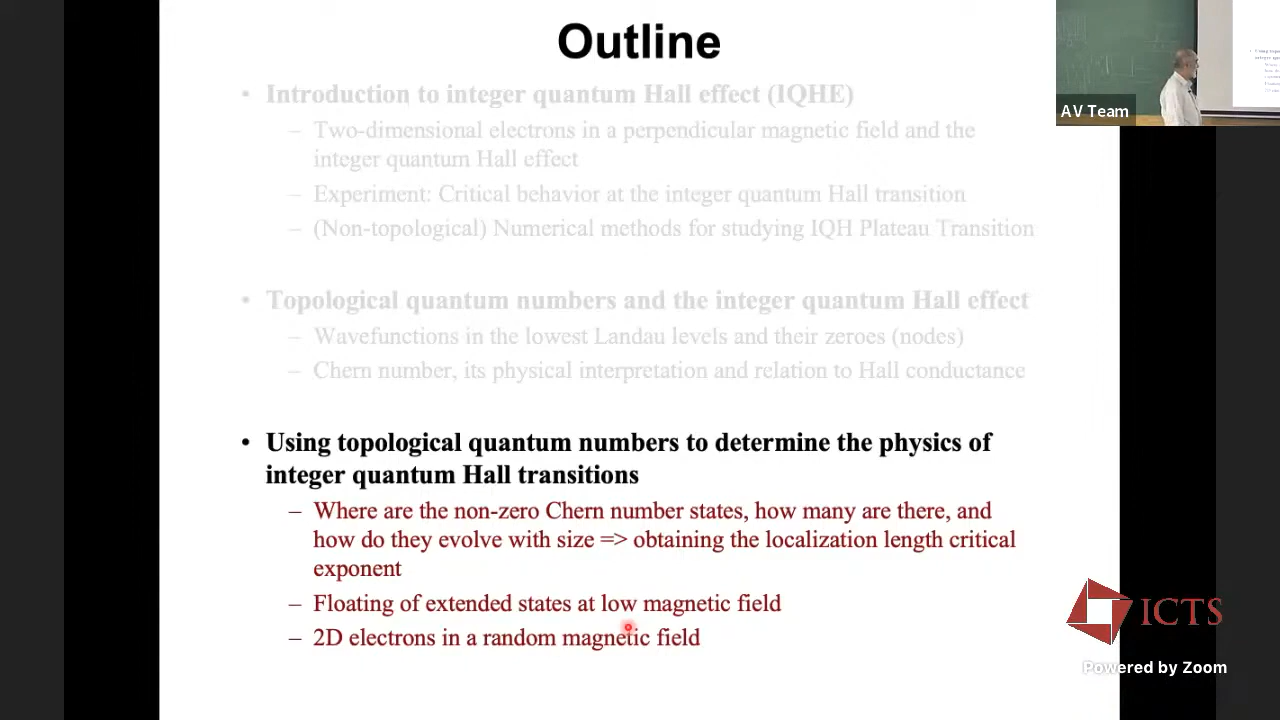 Outline
• Introduction to integer quantum Hall effect (IQHE)
– Two-dimensional electrons in a perpendicular magnetic field and the
integer quantum Hall effect
– Experiment: Critical behavior at the integer quantum Hall transition
– (Non-topological) Numerical methods for studying IQH Plateau Transition
• Topological quantum numbers and the integer quantum Hall effect
– Wavefunctions in the lowest Landau levels and their zeroes (nodes)
– Chern number, its physical interpretation and relation to Hall conductance
• Using topological quantum numbers to determine the physics of
integer quantum Hall transitions
– Where are the non-zero Chern number states, how many are there, and
how do they evolve with size => obtaining the localization length critical
exponent
– Floating of extended states at low magnetic field
– 2D electrons in a random magnetic field
AV Team
ICTS
Powered by Zoom